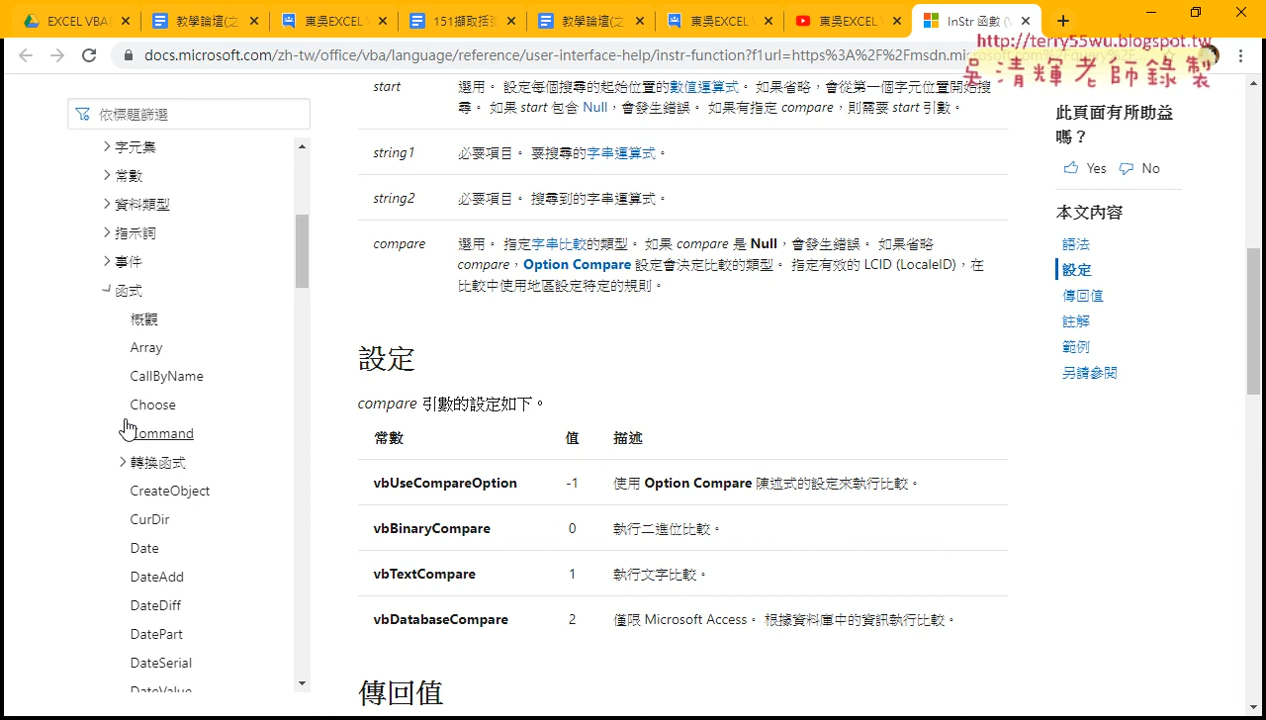 EXCEL VBA
教學論壇(之
東吳EXCEL V
151擷取括弧
教學論壇(之
東吳EXCEL V
東吳EXCEL V
InStr 函數 (V
docs.microsoft.com/zh-tw/office/vba/language/reference/user-interface-help/instr-function?f1url=https%3A%2F%2Fmsdn.mi
http://terry55wu.blogspot.tw
吳清輝老師錄製
依標題篩選
字元集
常數
資料類型
指示詞
事件
函式
概觀
Array
CallByName
Choose
Command
轉換函式
CreateObject
CurDir
Date
DateAdd
DateDiff
DatePart
DateSerial
DateValue
start 選用。 設定每個搜尋的起始位置的數值運算式。 如果省略，會從第一個字元位置開始搜
尋。 如果 start 包含 Null，會發生錯誤。 如果有指定 compare，則需要 start 引數。
string1 必要項目。 要搜尋的字串運算式。
string2 必要項目。 搜尋到的字串運算式。
compare 選用。 指定字串比較的類型。 如果 compare 是 Null，會發生錯誤。 如果省略
compare，Option Compare 設定會決定比較的類型。 指定有效的 LCID (LocaleID)，在
比較中使用地區設定特定的規則。
設定
compare 引數的設定如下。
常數 值 描述
vbUseCompareOption -1 使用 Option Compare 陳述式的設定來執行比較。
vbBinaryCompare 0 執行二進位比較。
vbTextCompare 1 執行文字比較。
vbDatabaseCompare 2 僅限 Microsoft Access。 根據資料庫中的資訊執行比較。
傳回值
此頁面有所助益
嗎？
Yes No
本文內容
語法
設定
傳回值
註解
範例
另請參閱